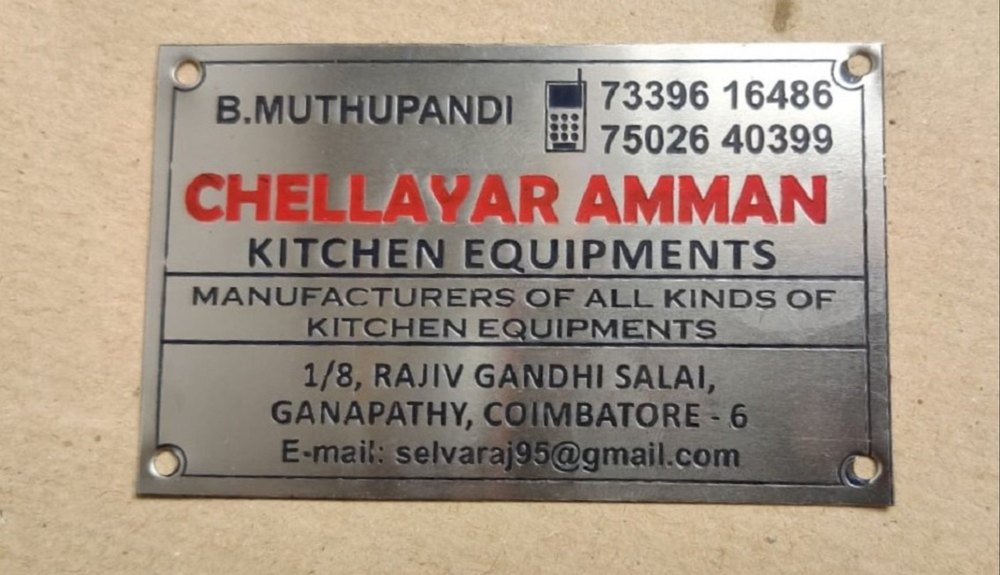 B.MUTHUPANDI
73396 16486
75026 40399
CHELLAYAR AMMAN
KITCHEN EQUIPMENTS
MANUFACTURERS OF ALL KINDS OF
KITCHEN EQUIPMENTS
1/8, RAJIV GANDHI SALAI,
GANAPATHY, COIMBATORE - 6
E-mail: selvaraj95@gmail.com